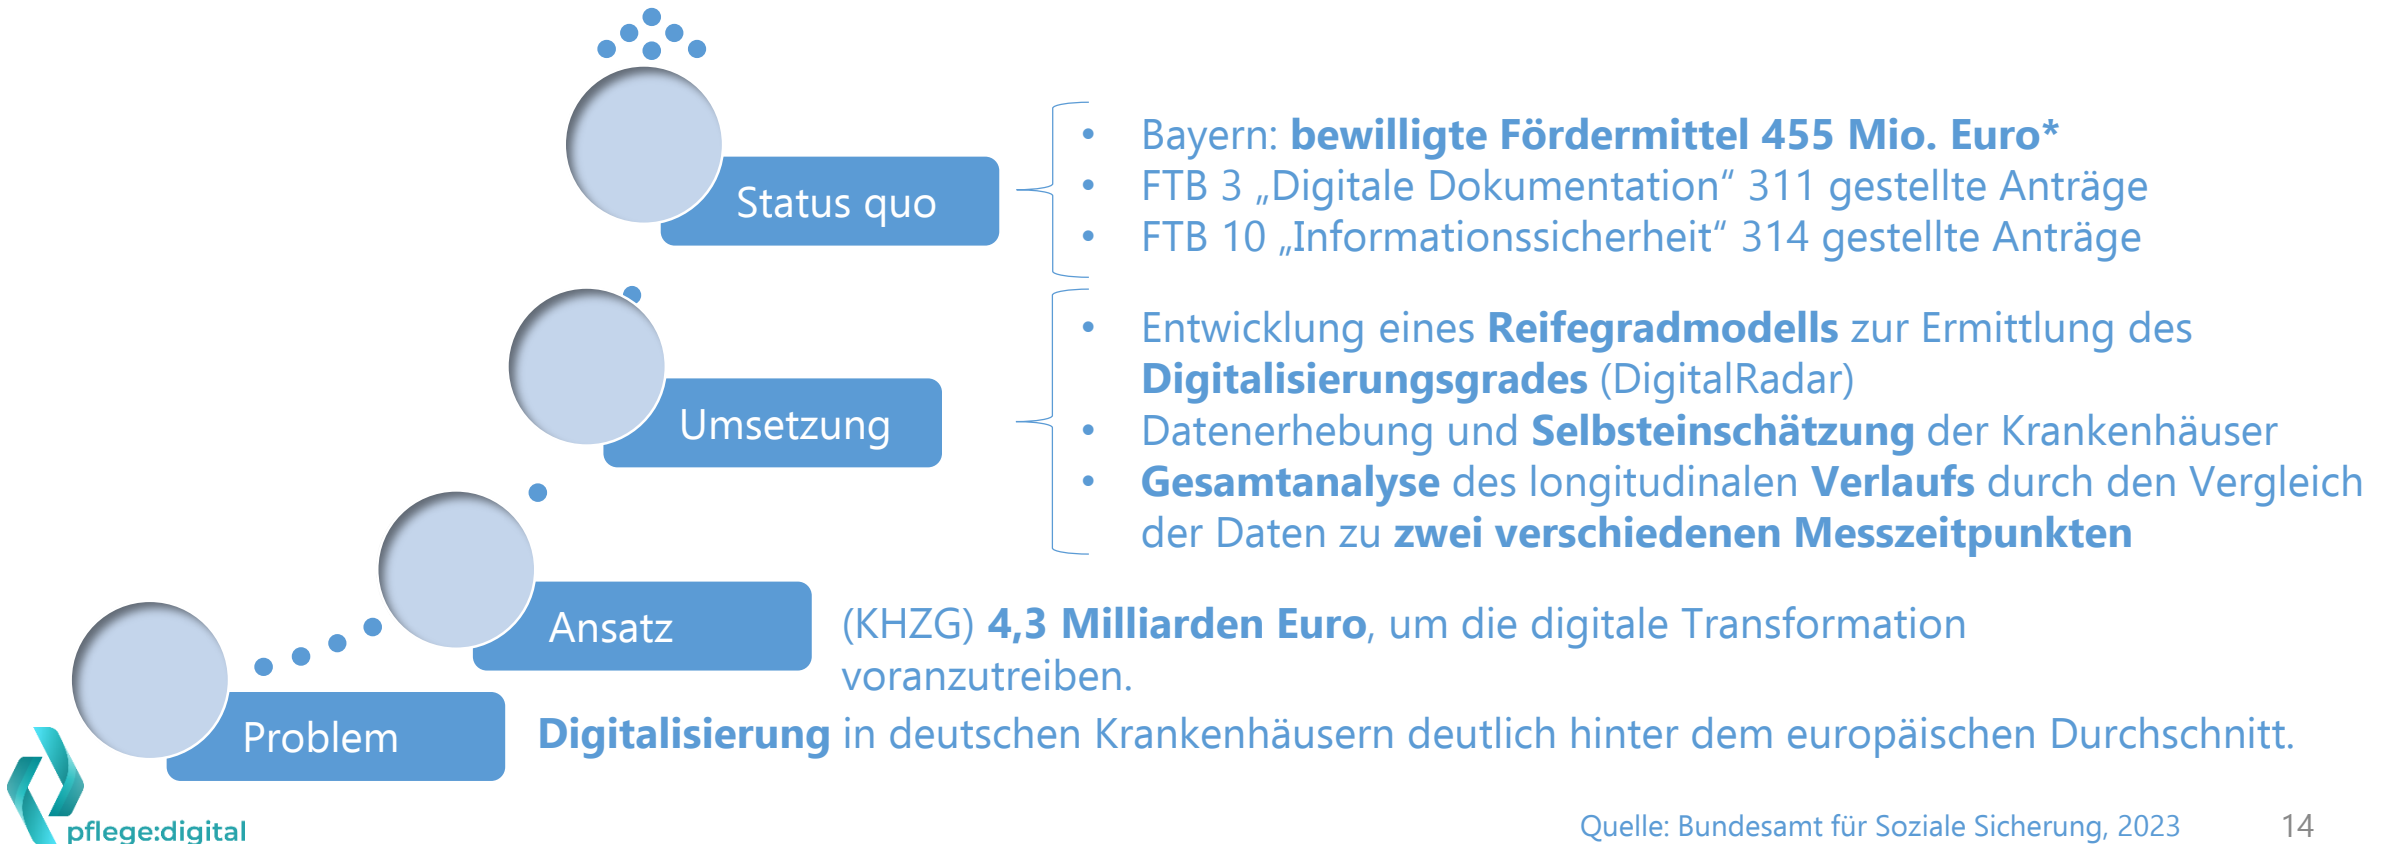 Status quo
• Bayern: bewilligte Fördermittel 455 Mio. Euro*
• FTB 3 „Digitale Dokumentation“ 311 gestellte Anträge
• FTB 10 „Informationssicherheit“ 314 gestellte Anträge
Umsetzung
• Entwicklung eines Reifegradmodells zur Ermittlung des
Digitalisierungsgrades (DigitalRadar)
• Datenerhebung und Selbsteinschätzung der Krankenhäuser
• Gesamtanalyse des longitudinalen Verlaufs durch den Vergleich
der Daten zu zwei verschiedenen Messzeitpunkten
Ansatz
(KHZG) 4,3 Milliarden Euro, um die digitale Transformation
voranzutreiben.
Problem
Digitalisierung in deutschen Krankenhäusern deutlich hinter dem europäischen Durchschnitt.
pflege:digital
Quelle: Bundesamt für Soziale Sicherung, 2023
14